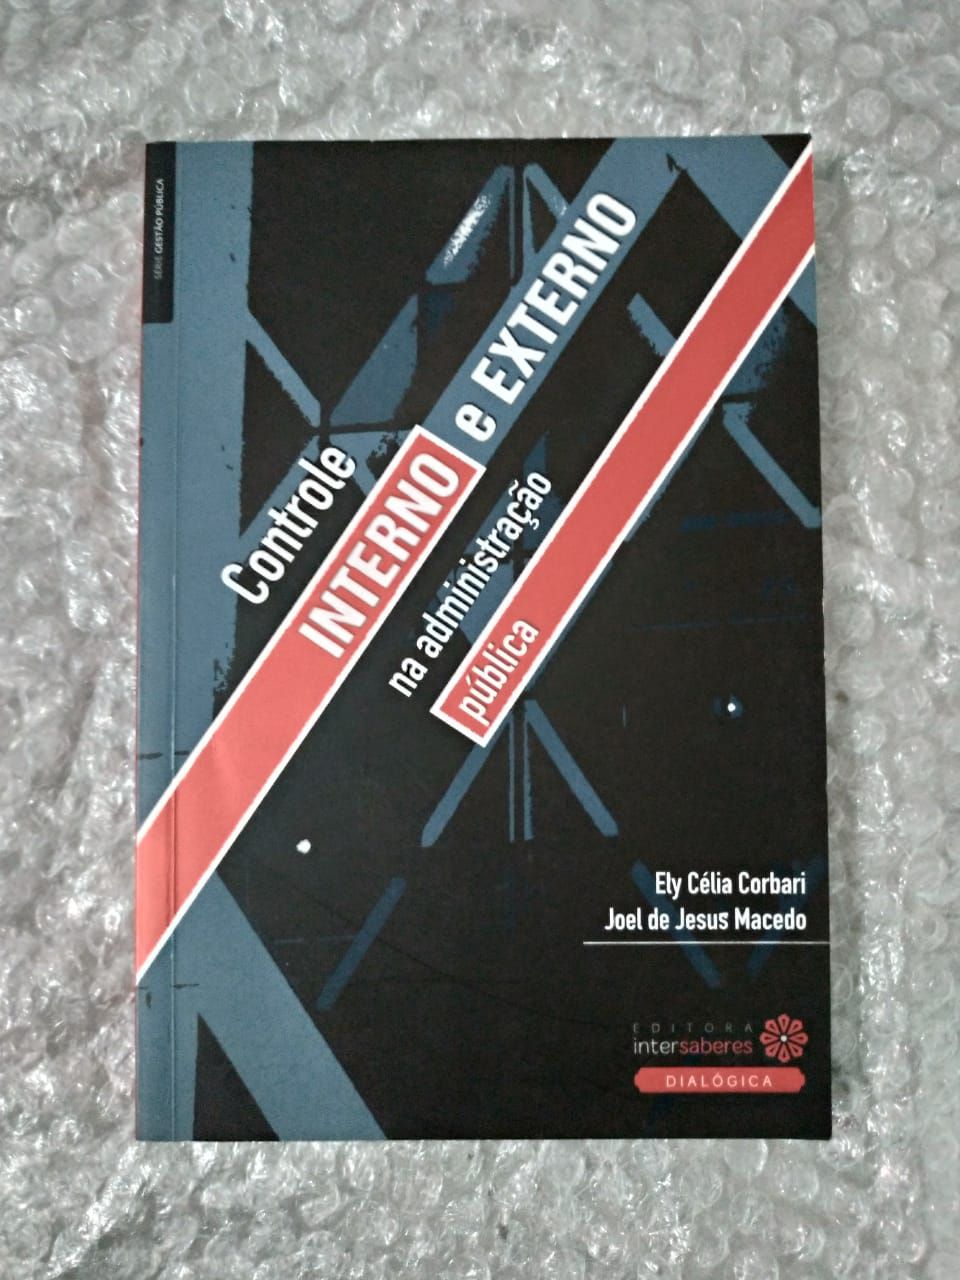 SÉRIE GESTÃO PÚBLICA
Controle
INTERNO e EXTERNO
na administração
pública
Ely Célia Corbari
Joel de Jesus Macedo
EDITORA
intersaberes
DIALÓGICA